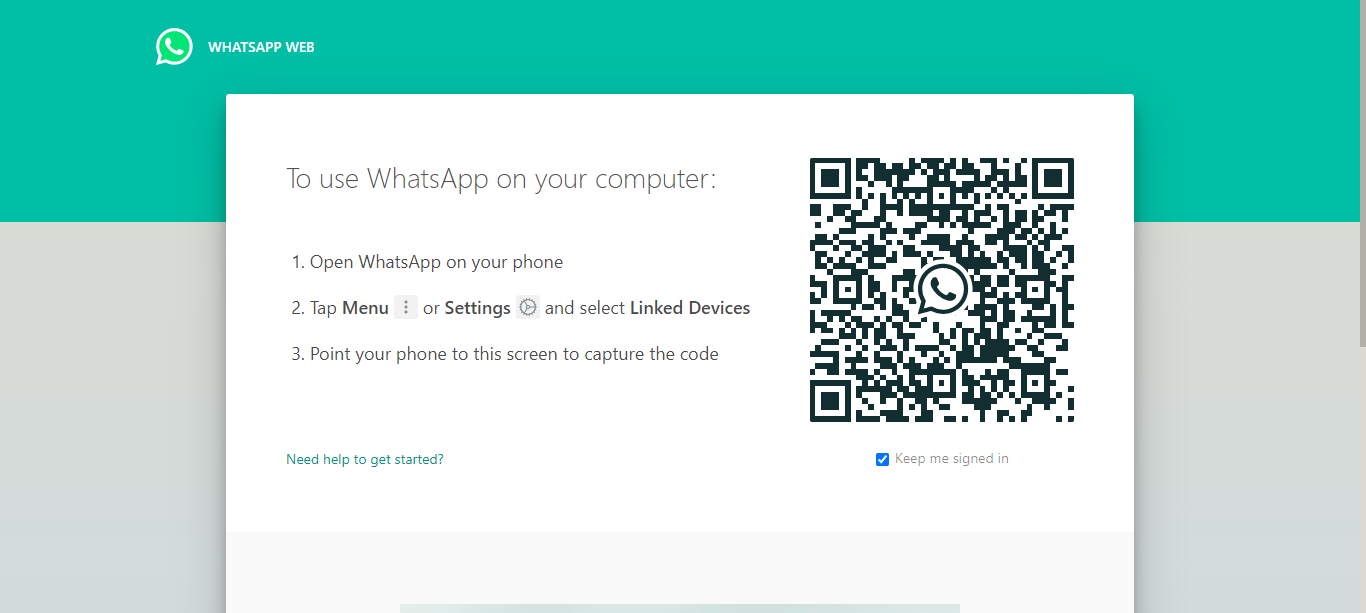 WHATSAPP WEB
To use WhatsApp on your computer:
1. Open WhatsApp on your phone
2. Tap Menu or Settings and select Linked Devices
3. Point your phone to this screen to capture the code
Need help to get started?
Keep me signed in